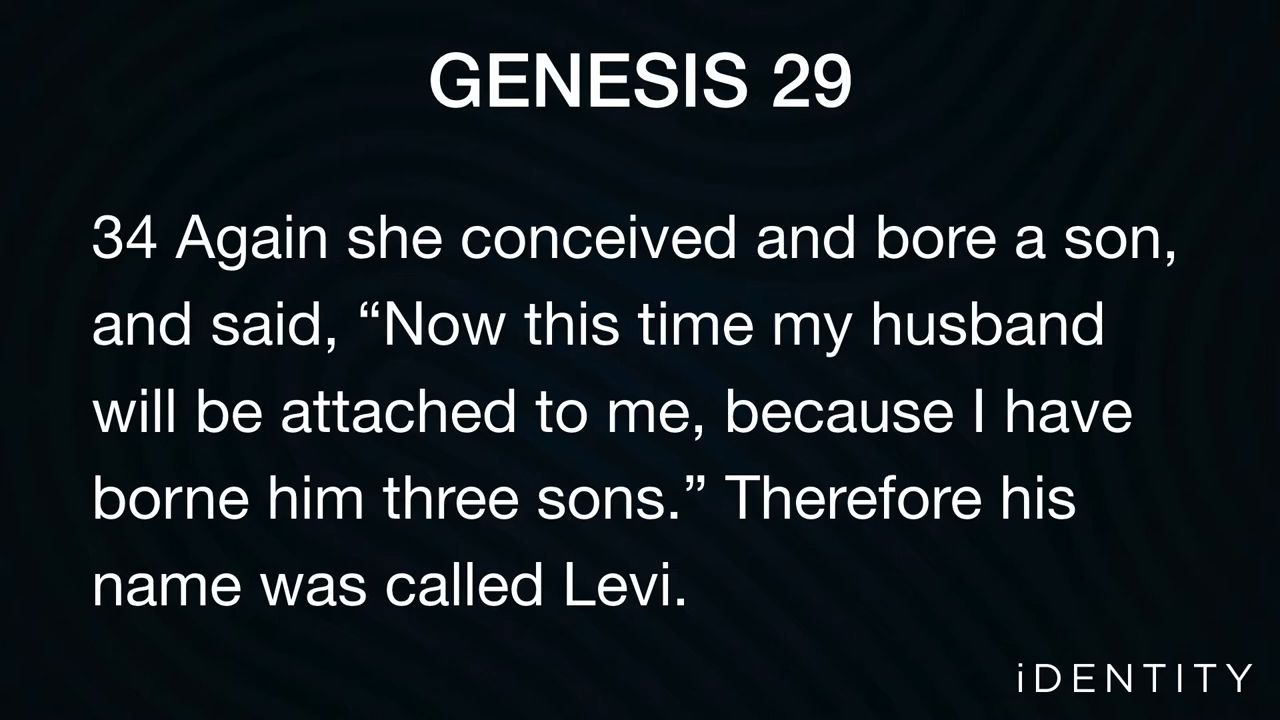 GENESIS 29
34 Again she conceived and bore a son,
and said, “Now this time my husband
will be attached to me, because I have
borne him three sons.” Therefore his
name was called Levi.
iDENTITY